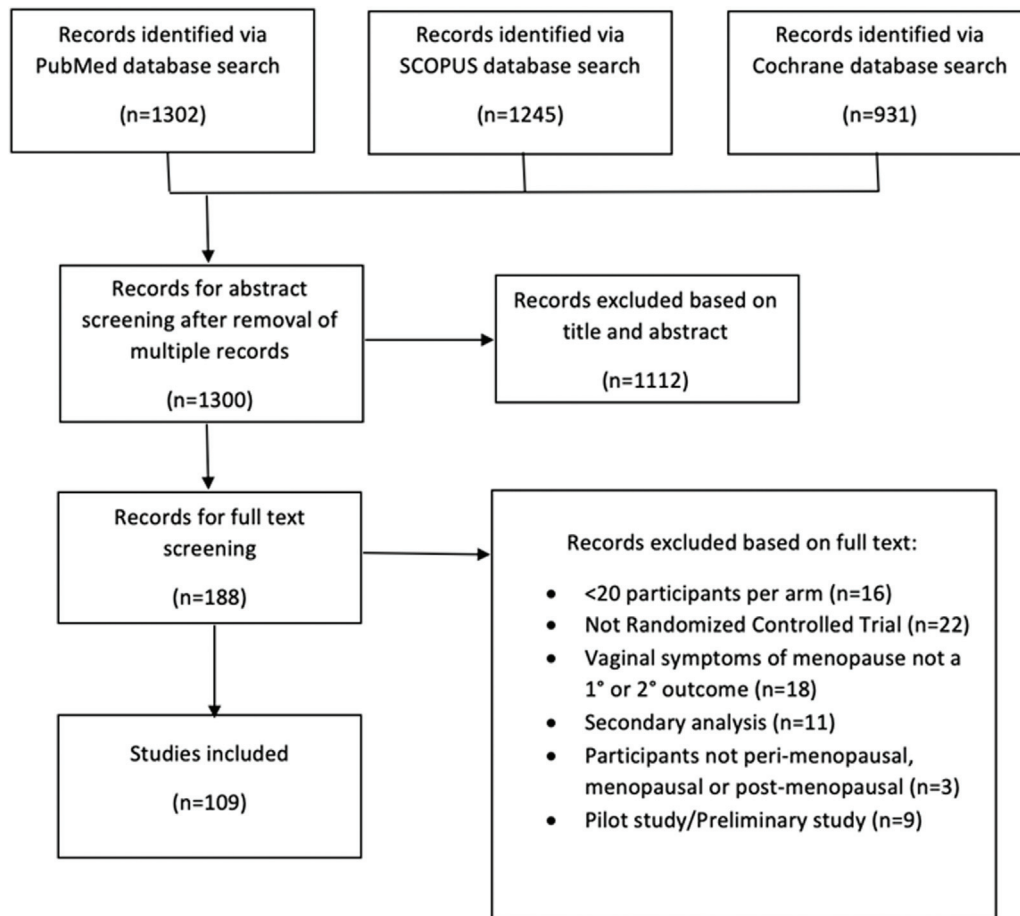 Records identified via
PubMed database search
(n=1302)
Records identified via
SCOPUS database search
(n=1245)
Records identified via
Cochrane database search
(n=931)
Records for abstract
screening after removal of
multiple records
(n=1300)
Records excluded based on
title and abstract
(n=1112)
Records for full text
screening
(n=188)
Records excluded based on full text:
• <20 participants per arm (n=16)
• Not Randomized Controlled Trial (n=22)
• Vaginal symptoms of menopause not a
1° or 2° outcome (n=18)
• Secondary analysis (n=11)
• Participants not peri-menopausal,
menopausal or post-menopausal (n=3)
• Pilot study/Preliminary study (n=9)
Studies included
(n=109)